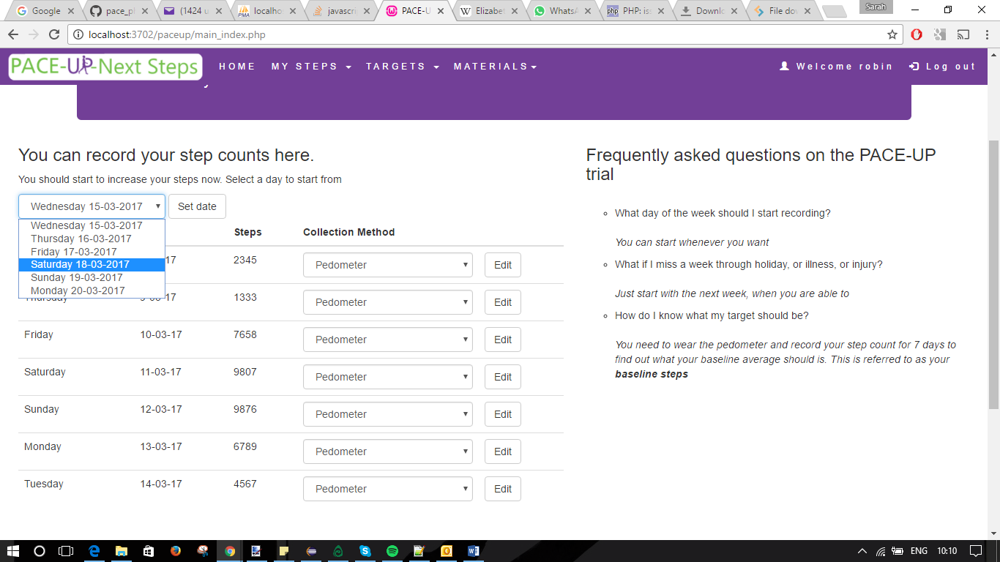 Google
pace_pl
(1424 u
localho
javascri
PACE-U
Elizabet
WhatsA
PHP: iss
Downlo
File dov
Sarah
localhost:3702/paceup/main_index.php
PACE-UP-Next Steps
HOME
MY STEPS
TARGETS
MATERIALS
Welcome robin
Log out
You can record your step counts here.
You should start to increase your steps now. Select a day to start from
Wednesday 15-03-2017
Set date
Wednesday 15-03-2017
Thursday 16-03-2017
Friday 17-03-2017
Saturday 18-03-2017
Sunday 19-03-2017
Monday 20-03-2017
Steps Collection Method
17 2345 Pedometer Edit
Thursday 9-03-17 1333 Pedometer Edit
Friday 10-03-17 7658 Pedometer Edit
Saturday 11-03-17 9807 Pedometer Edit
Sunday 12-03-17 9876 Pedometer Edit
Monday 13-03-17 6789 Pedometer Edit
Tuesday 14-03-17 4567 Pedometer Edit
Frequently asked questions on the PACE-UP
trial
What day of the week should I start recording?
You can start whenever you want
What if I miss a week through holiday, or illness, or injury?
Just start with the next week, when you are able to
How do I know what my target should be?
You need to wear the pedometer and record your step count for 7 days to
find out what your baseline average should is. This is referred to as your
baseline steps
ENG
10:10